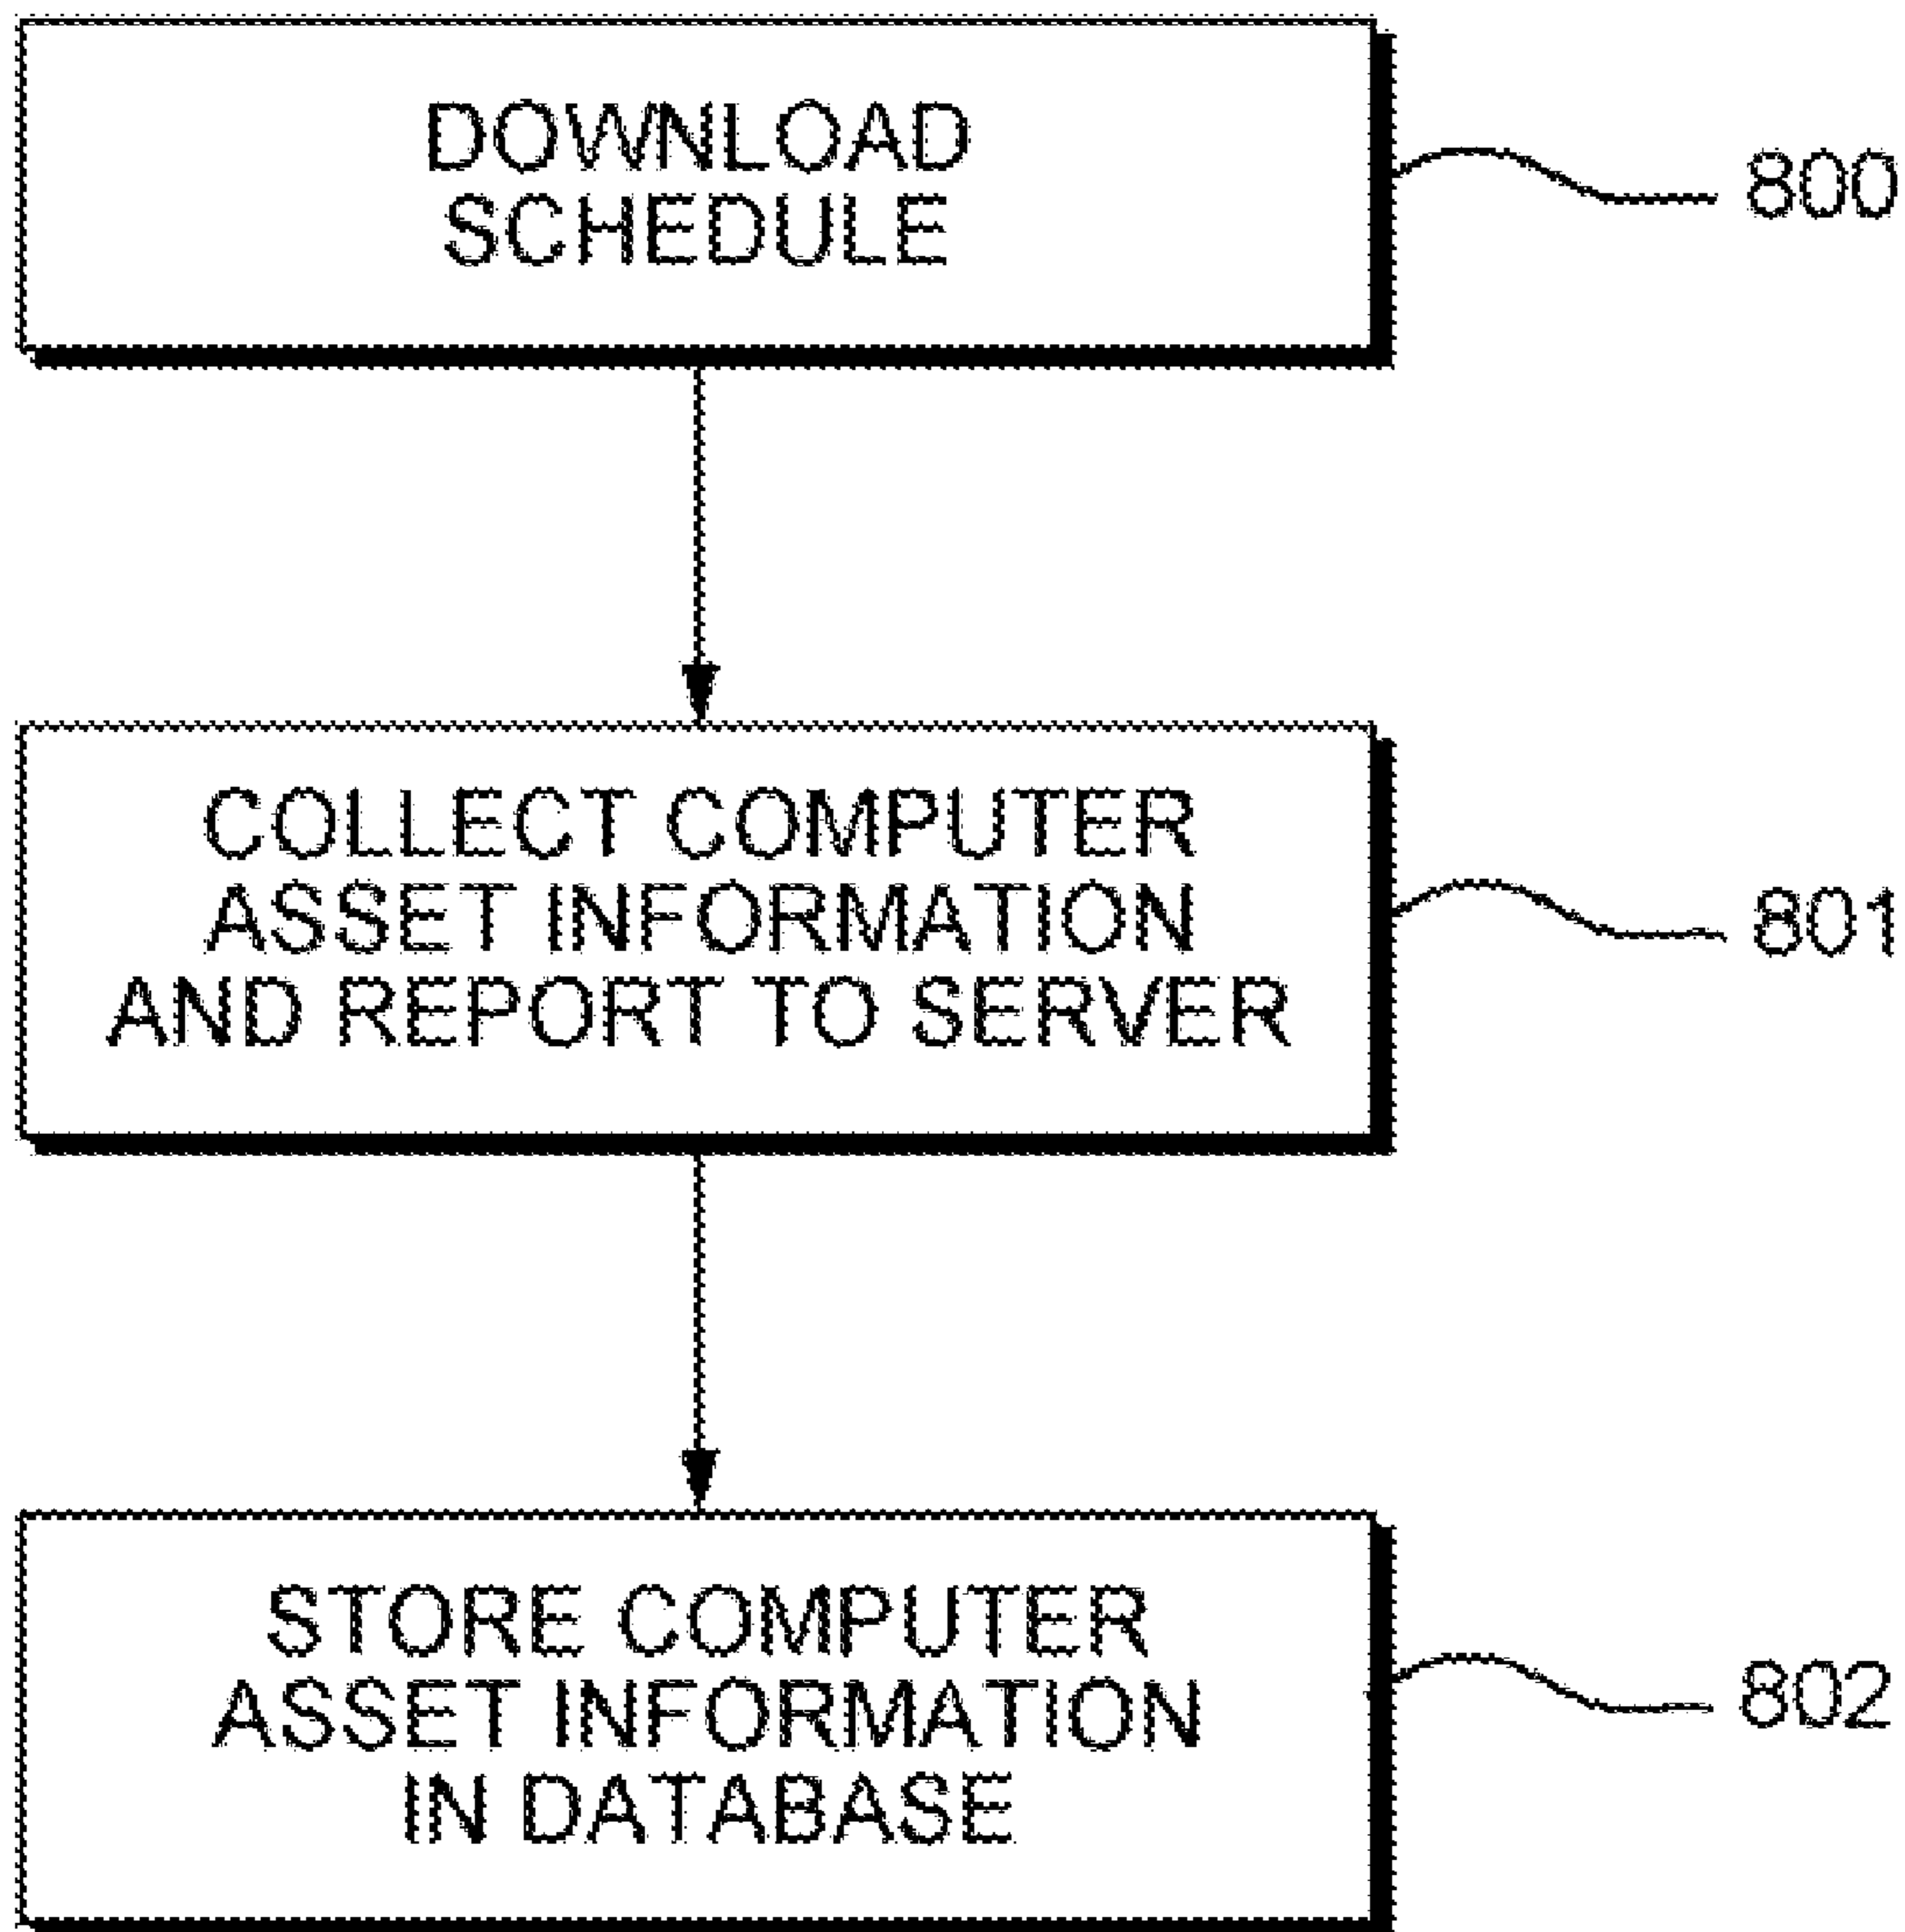 DOWNLOAD
SCHEDULE
800
COLLECT COMPUTER
ASSET INFORMATION
AND REPORT TO SERVER
801
STORE COMPUTER
ASSET INFORMATION
IN DATABASE
802